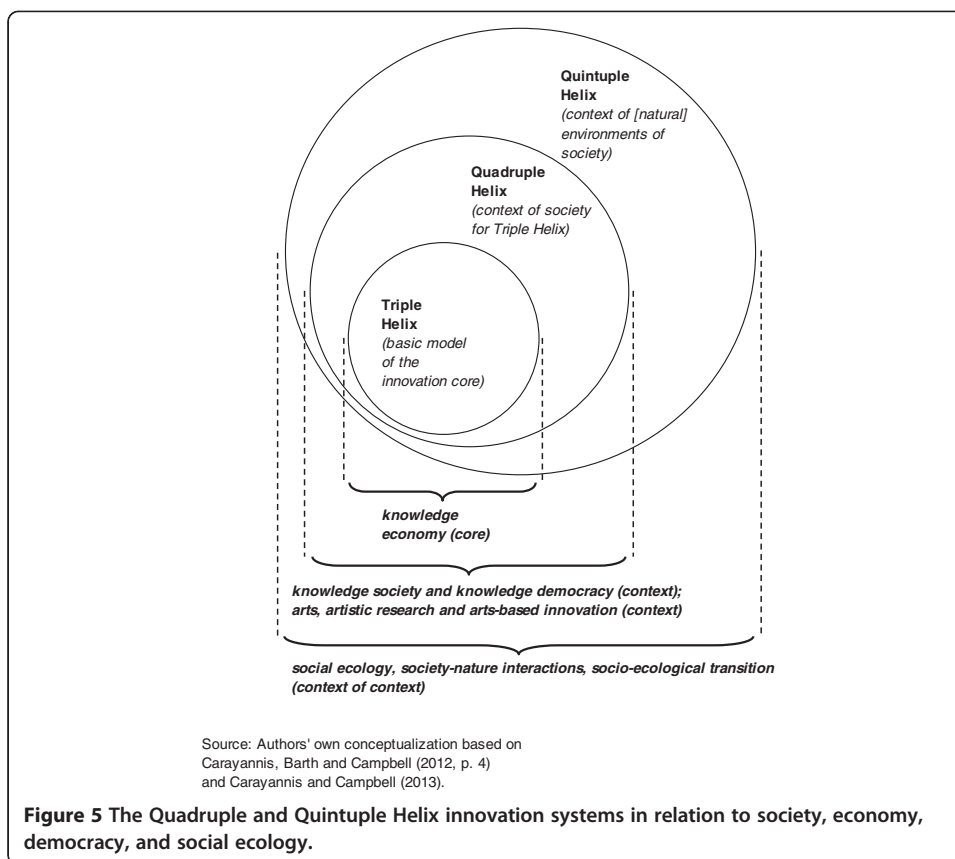 Quintuple
Helix
(context of [natural]
environments of
society)
Quadruple
Helix
(context of society
for Triple Helix)
Triple
Helix
(basic model
of the
innovation core)
knowledge
economy (core)
knowledge society and knowledge democracy (context);
arts, artistic research and arts-based innovation (context)
social ecology, society-nature interactions, socio-ecological transition
(context of context)
Source: Authors' own conceptualization based on
Carayannis, Barth and Campbell (2012, p. 4)
and Carayannis and Campbell (2013).
Figure 5 The Quadruple and Quintuple Helix innovation systems in relation to society, economy,
democracy, and social ecology.